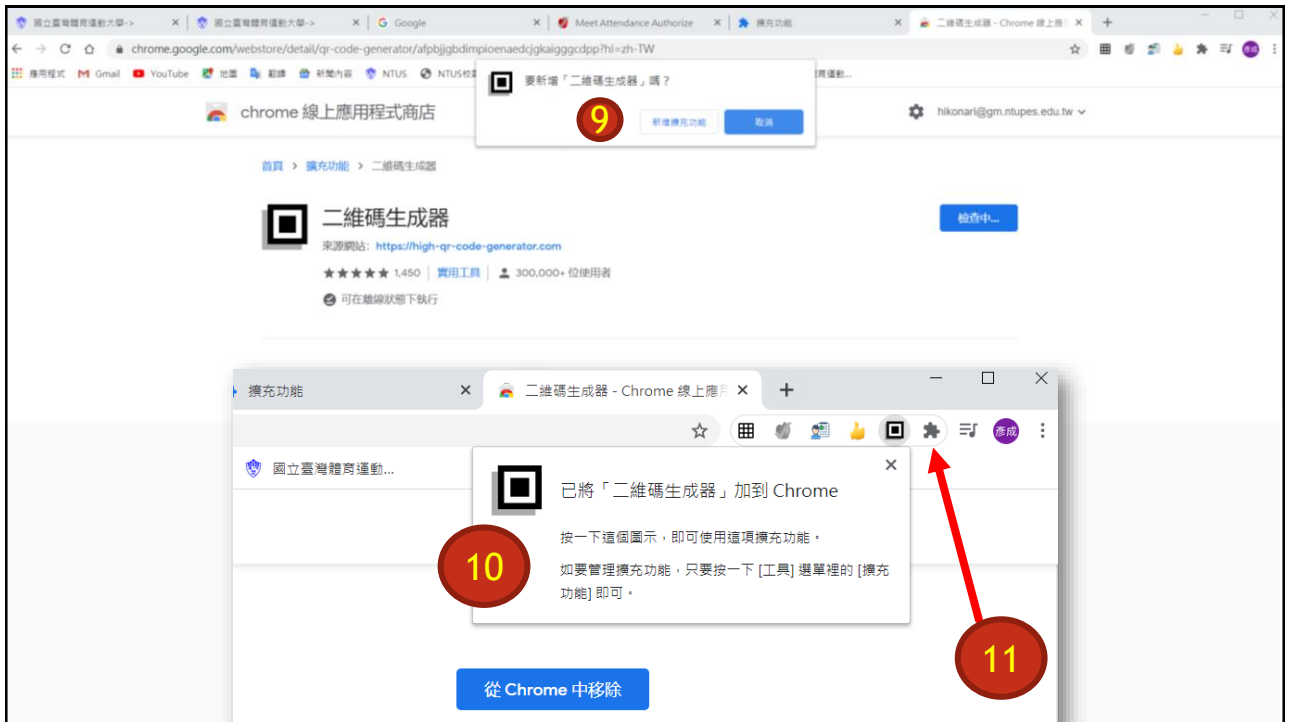 國立臺灣體育運動大學->
國立臺灣體育運動大學->
Google
Meet Attendance Authorize
擴充功能
二維碼生成器 - Chrome 線上應
chrome.google.com/webstore/detail/qr-code-generator/afpbjjgbdimpioenaedcjgkaigggcdpp?hl=zh-TW
應用程式
Gmail
YouTube
地圖
翻譯
新聞內容
NTUS
育運動...
要新增「二維碼生成器」嗎？
9
新增擴充功能
取消
chrome 線上應用程式商店
hikonari@gm.ntupes.edu.tw
首頁 > 擴充功能 > 二維碼生成器
二維碼生成器
檢查中...
來源網站: https://high-qr-code-generator.com
★★★★★ 1,450 | 實用工具 | 300,000+ 位使用者
可在離線狀態下執行
擴充功能
二維碼生成器 - Chrome 線上應用
彥成
國立臺灣體育運動...
已將「二維碼生成器」加到 Chrome
按一下這個圖示，即可使用這項擴充功能。
10
如要管理擴充功能，只要按一下 [工具] 選單裡的 [擴充
功能] 即可。
11
從 Chrome 中移除